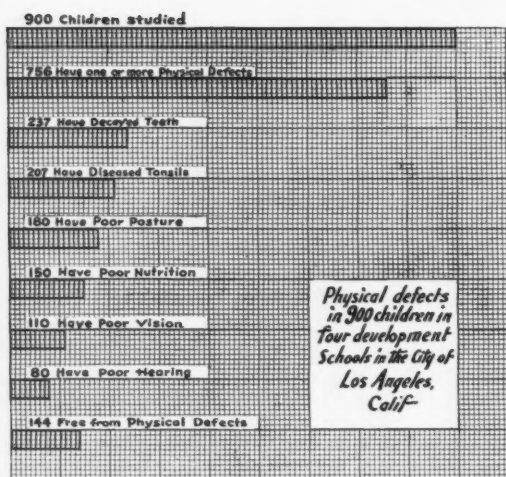 900 Children studied
756 Have one or more Physical Defects
237 Have Decayed Teeth
207 Have Diseased Tonsils
180 Have Poor Posture
150 Have Poor Nutrition
110 Have Poor Vision
80 Have Poor Hearing
144 Free from Physical Defects
Physical defects
in 900 children in
four development
Schools in the City of
Los Angeles,
Calif